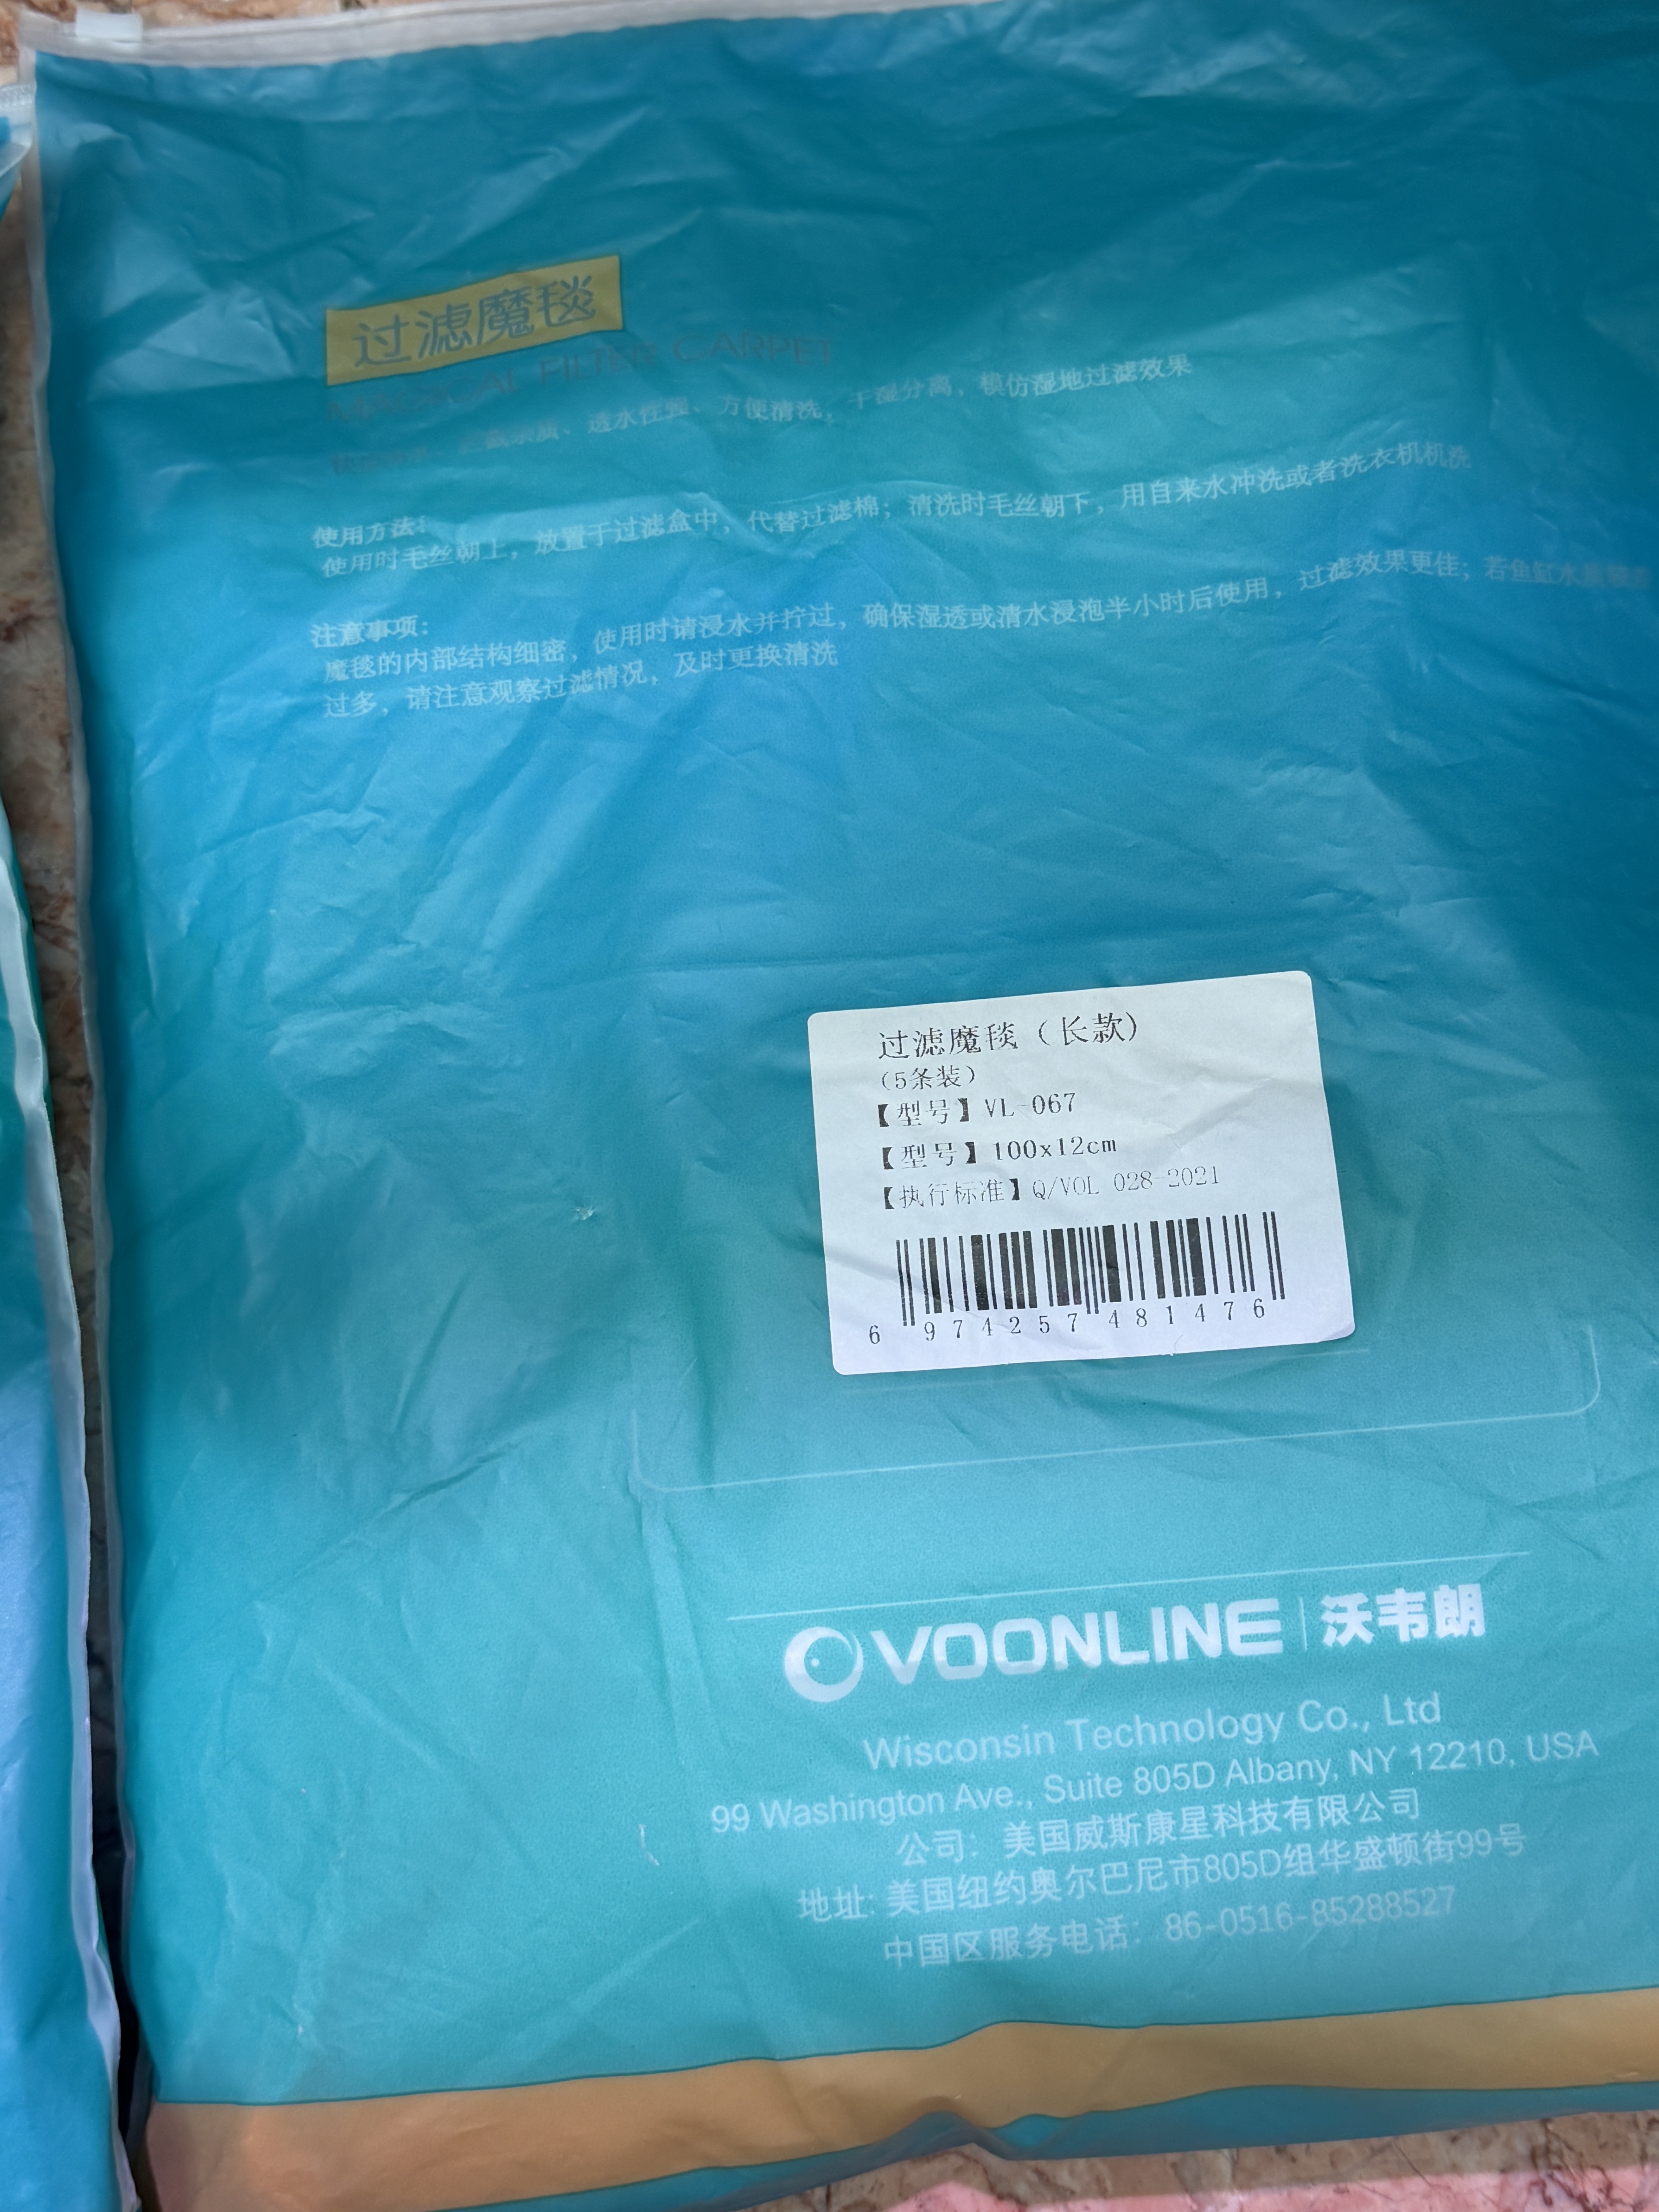 过滤魔毯
MAGICAL FILTER CARPET
透水性强、方便清洗，干湿分离，模仿湿地过滤效果
使用方法：
使用时毛丝朝上，放置于过滤盒中，代替过滤棉；清洗时毛丝朝下，用自来水冲洗或者洗衣机机洗
注意事项：
魔毯的内部结构细密，使用时请浸水并拧过，确保湿透或清水浸泡半小时后使用，过滤效果更佳；若鱼缸水质
过多，请注意观察过滤情况，及时更换清洗
过滤魔毯（长款)
（5条装）
【型号】VL-067
【型号】100x12cm
【执行标准】Q/VOL 028-2021
6 974257 481476
VOONLINE 沃韦朗
Wisconsin Technology Co., Ltd
99 Washington Ave., Suite 805D Albany, NY 12210, USA
公司：美国威斯康星科技有限公司
地址: 美国纽约奥尔巴尼市805D组华盛顿街99号
中国区服务电话：86-0516-85288527